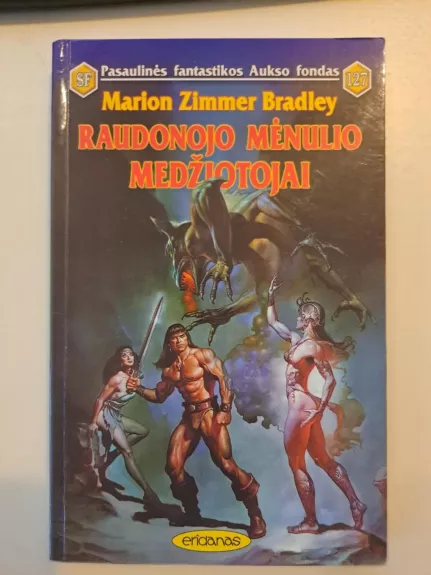 SF
Pasaulinės fantastikos Aukso fondas
127
Marion Zimmer Bradley
RAUDONOJO MĖNULIO
MEDŽIOTOJAI
eridanas